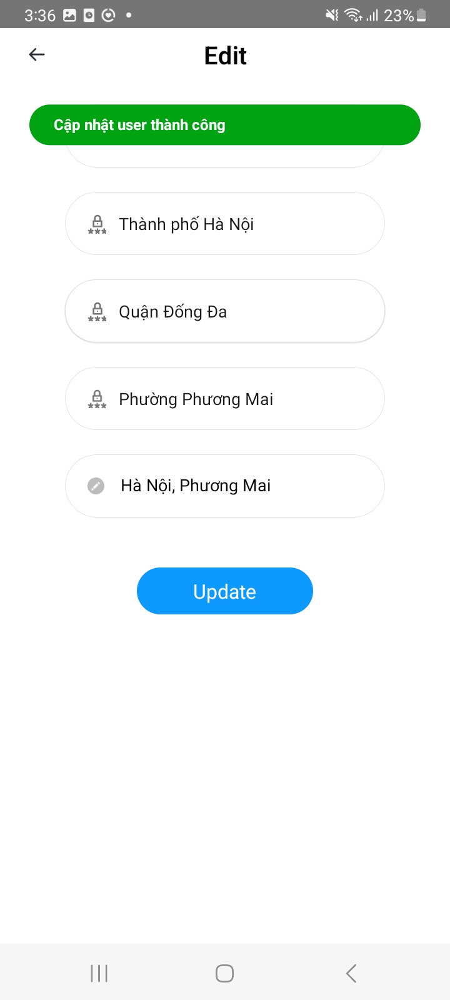 3:36
23%
Edit
Cập nhật user thành công
Thành phố Hà Nội
Quận Đống Đa
Phường Phương Mai
Hà Nội, Phương Mai
Update